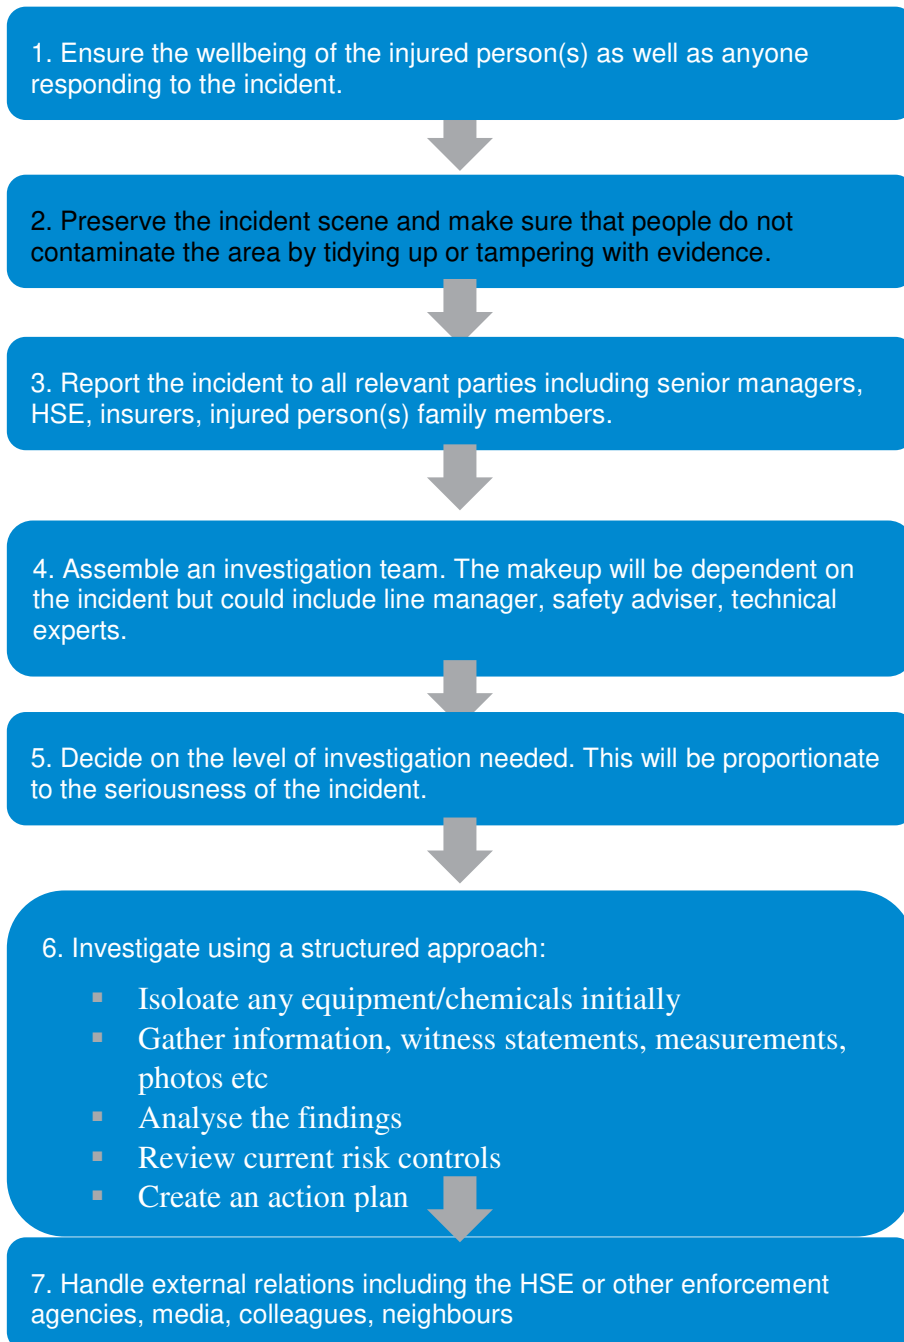 1. Ensure the wellbeing of the injured person(s) as well as anyone
responding to the incident.
2. Preserve the incident scene and make sure that people do not
contaminate the area by tidying up or tampering with evidence.
3. Report the incident to all relevant parties including senior managers,
HSE, insurers, injured person(s) family members.
4. Assemble an investigation team. The makeup will be dependent on
the incident but could include line manager, safety adviser, technical
experts.
5. Decide on the level of investigation needed. This will be proportionate
to the seriousness of the incident.
6. Investigate using a structured approach:
▪ Isoloate any equipment/chemicals initially
▪ Gather information, witness statements, measurements,
photos etc
▪ Analyse the findings
▪ Review current risk controls
▪ Create an action plan
7. Handle external relations including the HSE or other enforcement
agencies, media, colleagues, neighbours